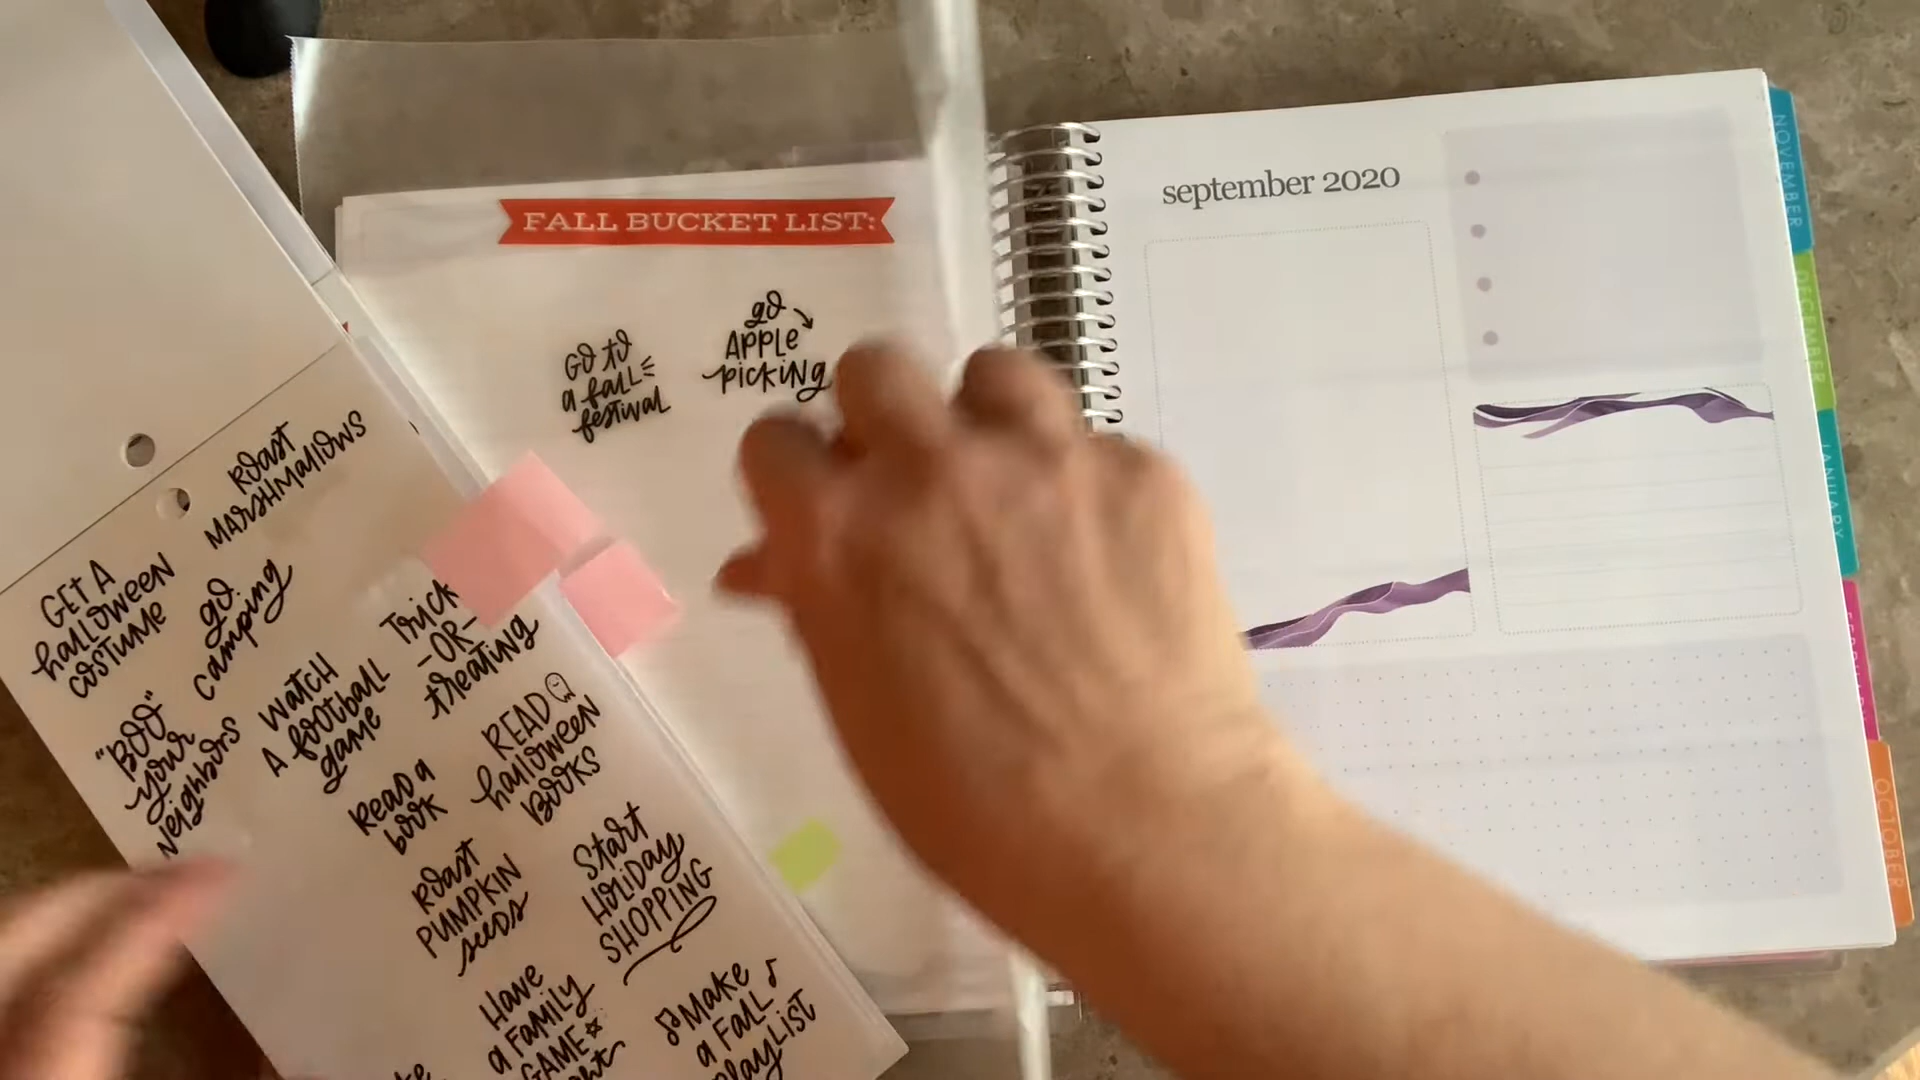 FALL BUCKET LIST:
GO to
a fall
festival
go
APPLE
picking
september 2020
NOVEMBER
DECEMBER
JANUARY
OCTOBER
ROAST
MARSHMALLOWS
GET A
halloween
COSTUME
go
camping
TRICK
-OR-
treating
"BOO"
your
Neighbors
WATCH
A football
game
READ
halloween
BOOKS
Read a
book
ROAST
PUMPKIN
seeds
Start
HOLIDAY
SHOPPING
Have
a FAMILY
GAME
Make
a FALL
playlist